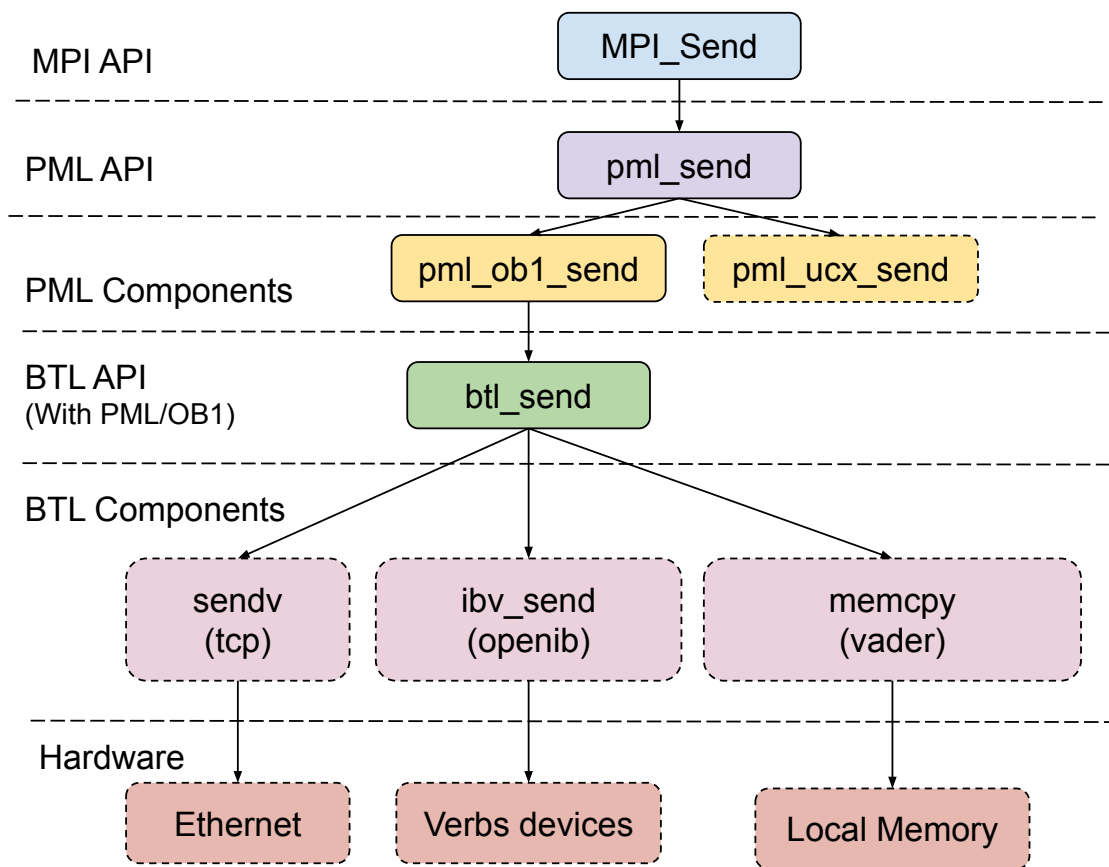 MPI API
MPI_Send
PML API
pml_send
PML Components
pml_ob1_send
pml_ucx_send
BTL API
(With PML/OB1)
btl_send
BTL Components
sendv
(tcp)
ibv_send
(openib)
memcpy
(vader)
Hardware
Ethernet
Verbs devices
Local Memory